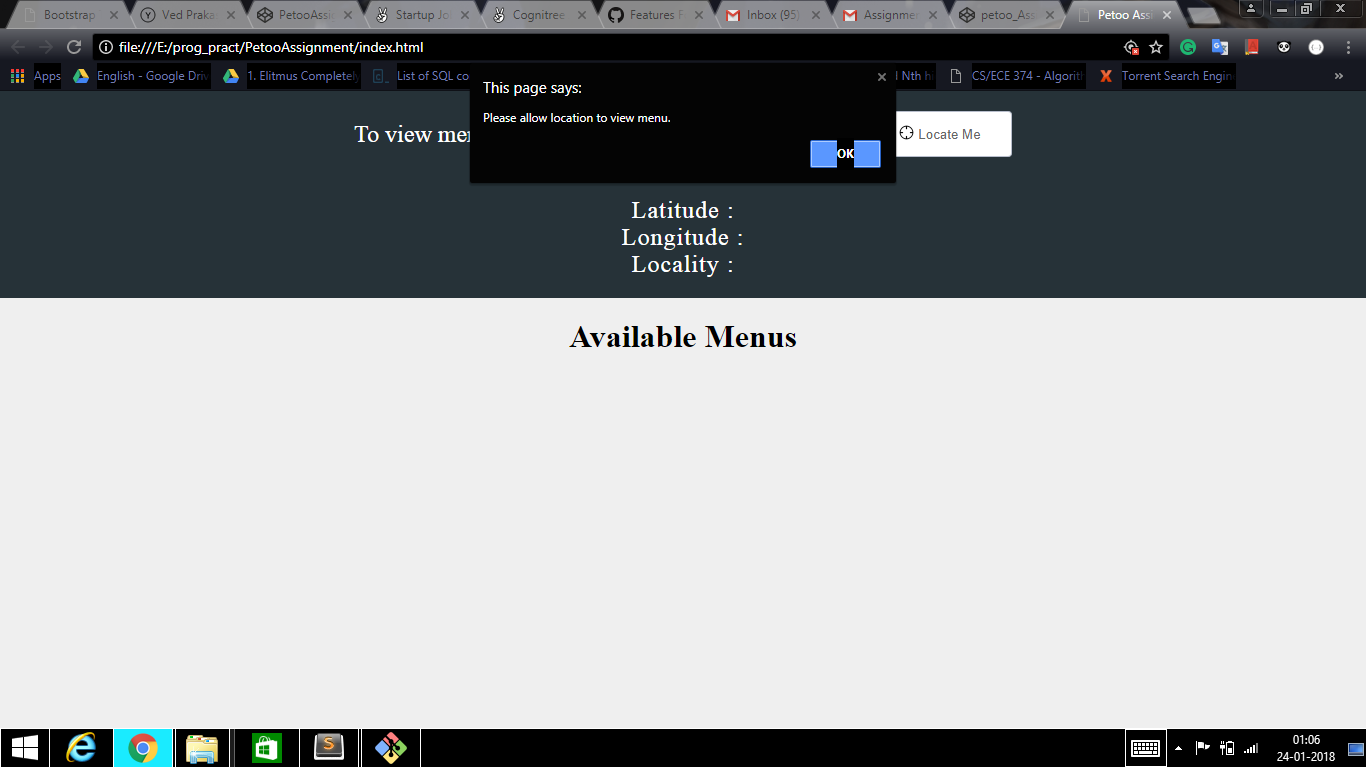 Bootstrap Ved Praka PetooAssi Startup Jo Cognitree Features F Inbox (95) Assignme petoo_Ass Petoo Ass
file:///E:/prog_pract/PetooAssignment/index.html
Apps English - Google Driv 1. Elitmus Completely List of SQL co Nth h CS/ECE 374 - Algorit Torrent Search Engin »
This page says:
Please allow location to view menu.
OK
To view me
Locate Me
Latitude :
Longitude :
Locality :
Available Menus
01:06
24-01-2018